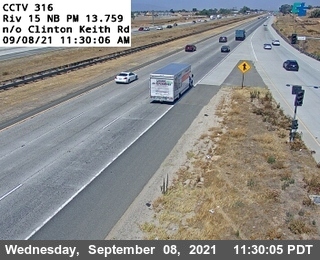 CCTV 316
Riv 15 NB PM 13.759
n/o Clinton Keith Rd
09/08/21 11:30:06 AM
Wednesday, September 08, 2021 11:30:05 PDT